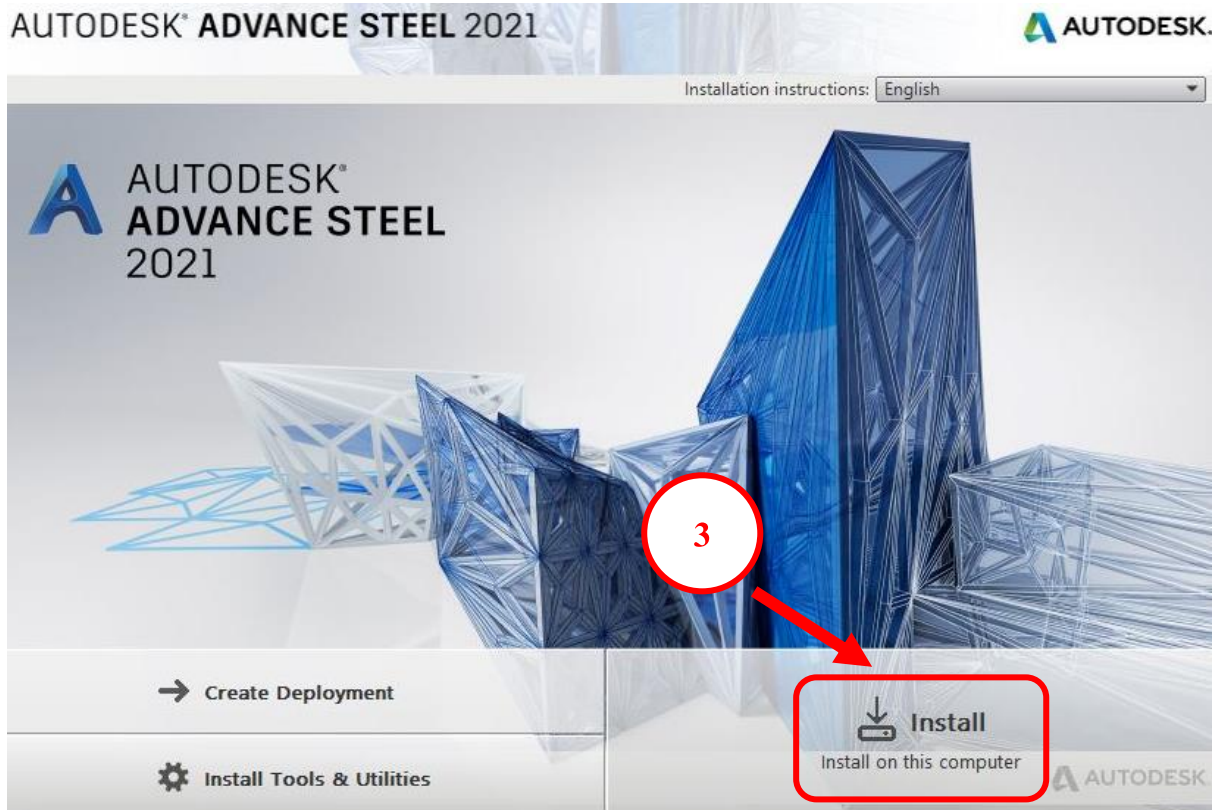 AUTODESK® ADVANCE STEEL 2021
AUTODESK.
Installation instructions: English
AUTODESK®
ADVANCE STEEL
2021
3
Create Deployment
Install
Install on this computer
Install Tools & Utilities
AUTODESK